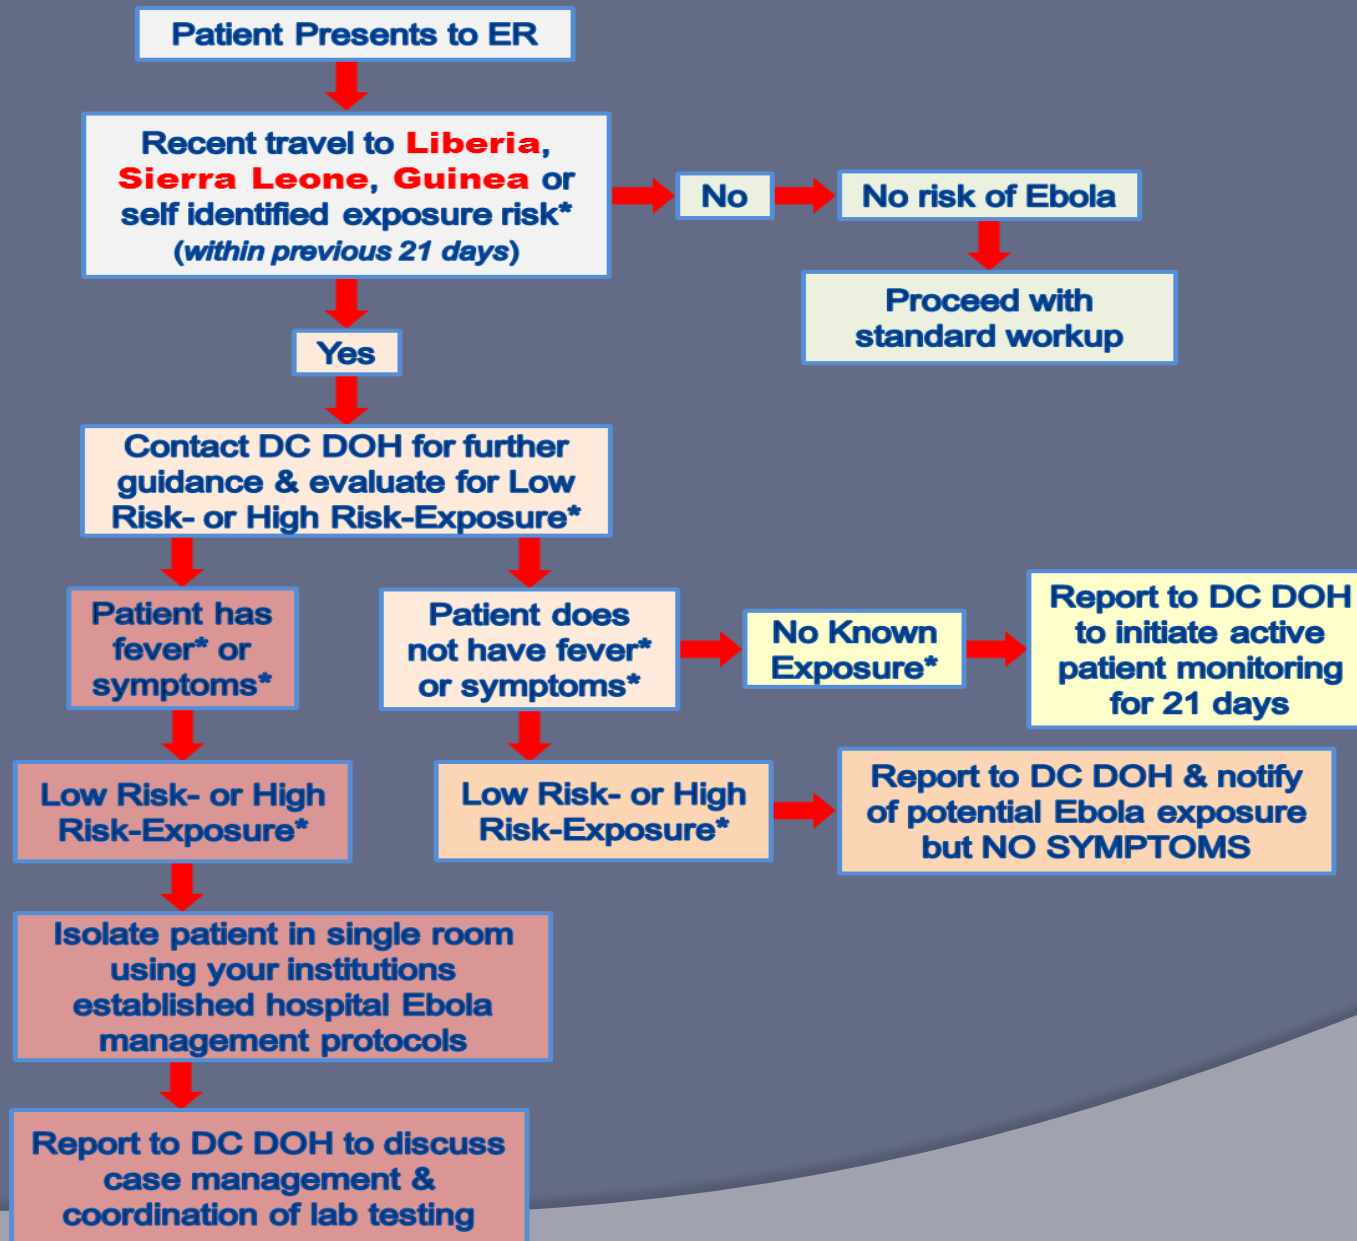 Patient Presents to ER
Recent travel to Liberia,
Sierra Leone, Guinea or
self identified exposure risk*
(within previous 21 days)
No
No risk of Ebola
Proceed with
standard workup
Yes
Contact DC DOH for further
guidance & evaluate for Low
Risk- or High Risk-Exposure*
Patient has
fever* or
symptoms*
Patient does
not have fever*
or symptoms*
No Known
Exposure*
Report to DC DOH
to initiate active
patient monitoring
for 21 days
Low Risk- or High
Risk-Exposure*
Low Risk- or High
Risk-Exposure*
Report to DC DOH & notify
of potential Ebola exposure
but NO SYMPTOMS
Isolate patient in single room
using your institutions
established hospital Ebola
management protocols
Report to DC DOH to discuss
case management &
coordination of lab testing